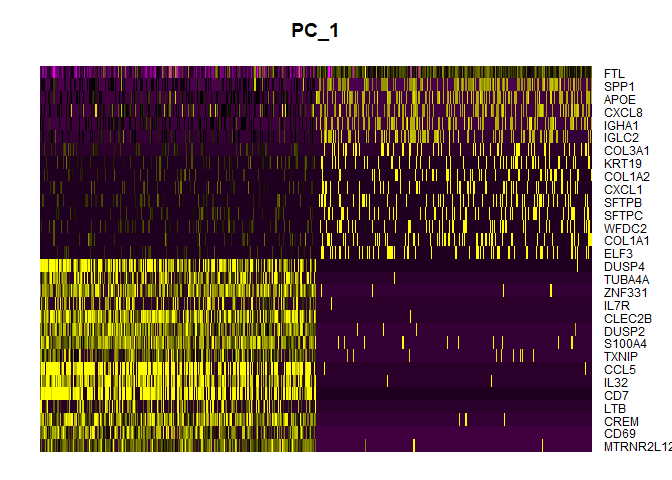 PC_1
FTL
SPP1
APOE
CXCL8
IGHA1
IGLC2
COL3A1
KRT19
COL1A2
CXCL1
SFTPB
SFTPC
WFDC2
COL1A1
ELF3
DUSP4
TUBA4A
ZNF331
IL7R
CLEC2B
DUSP2
S100A4
TXNIP
CCL5
IL32
CD7
LTB
CREM
CD69
MTRNR2L12